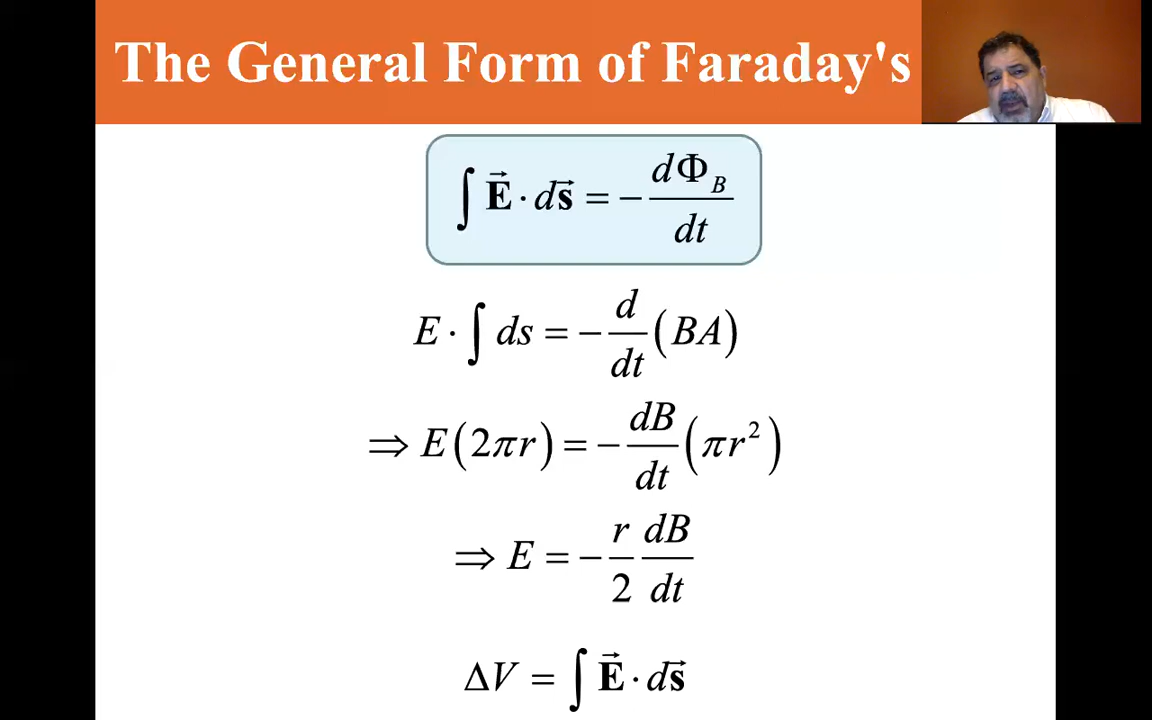 The General Form of Faraday's
∫ E⃗ · ds⃗ = − dΦ_B / dt
E · ∫ ds = − d/dt (BA)
⇒ E(2πr) = − dB/dt (πr²)
⇒ E = − r/2 dB/dt
ΔV = ∫ E⃗ · ds⃗